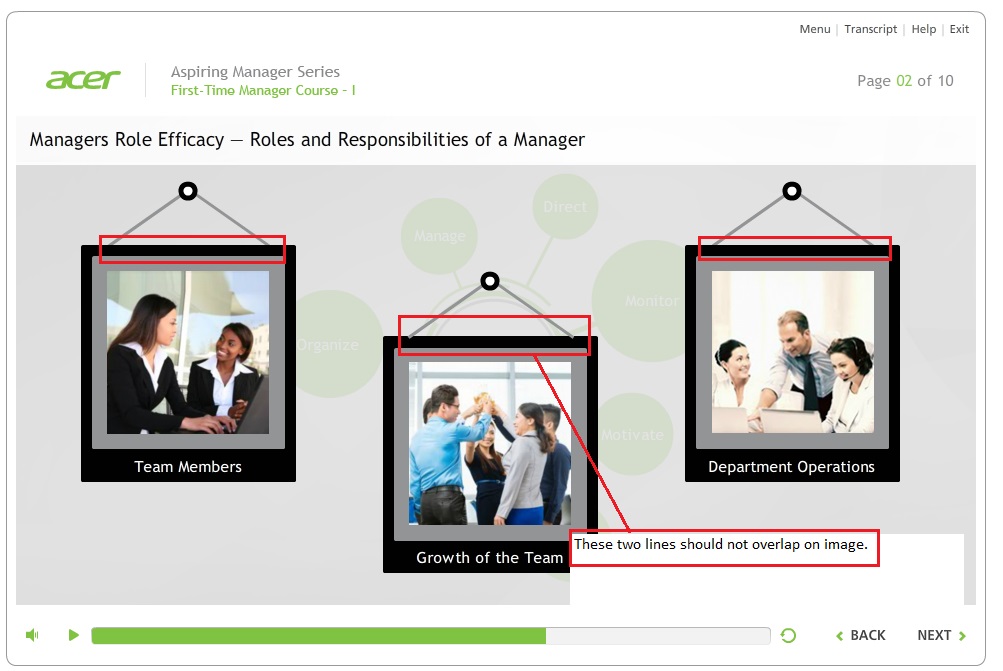 Menu | Transcript | Help | Exit
acer
Aspiring Manager Series
First-Time Manager Course - I
Page 02 of 10
Managers Role Efficacy — Roles and Responsibilities of a Manager
Direct
Manage
Monitor
Organize
Motivate
Team Members
Department Operations
Growth of the Team
These two lines should not overlap on image.
BACK
NEXT